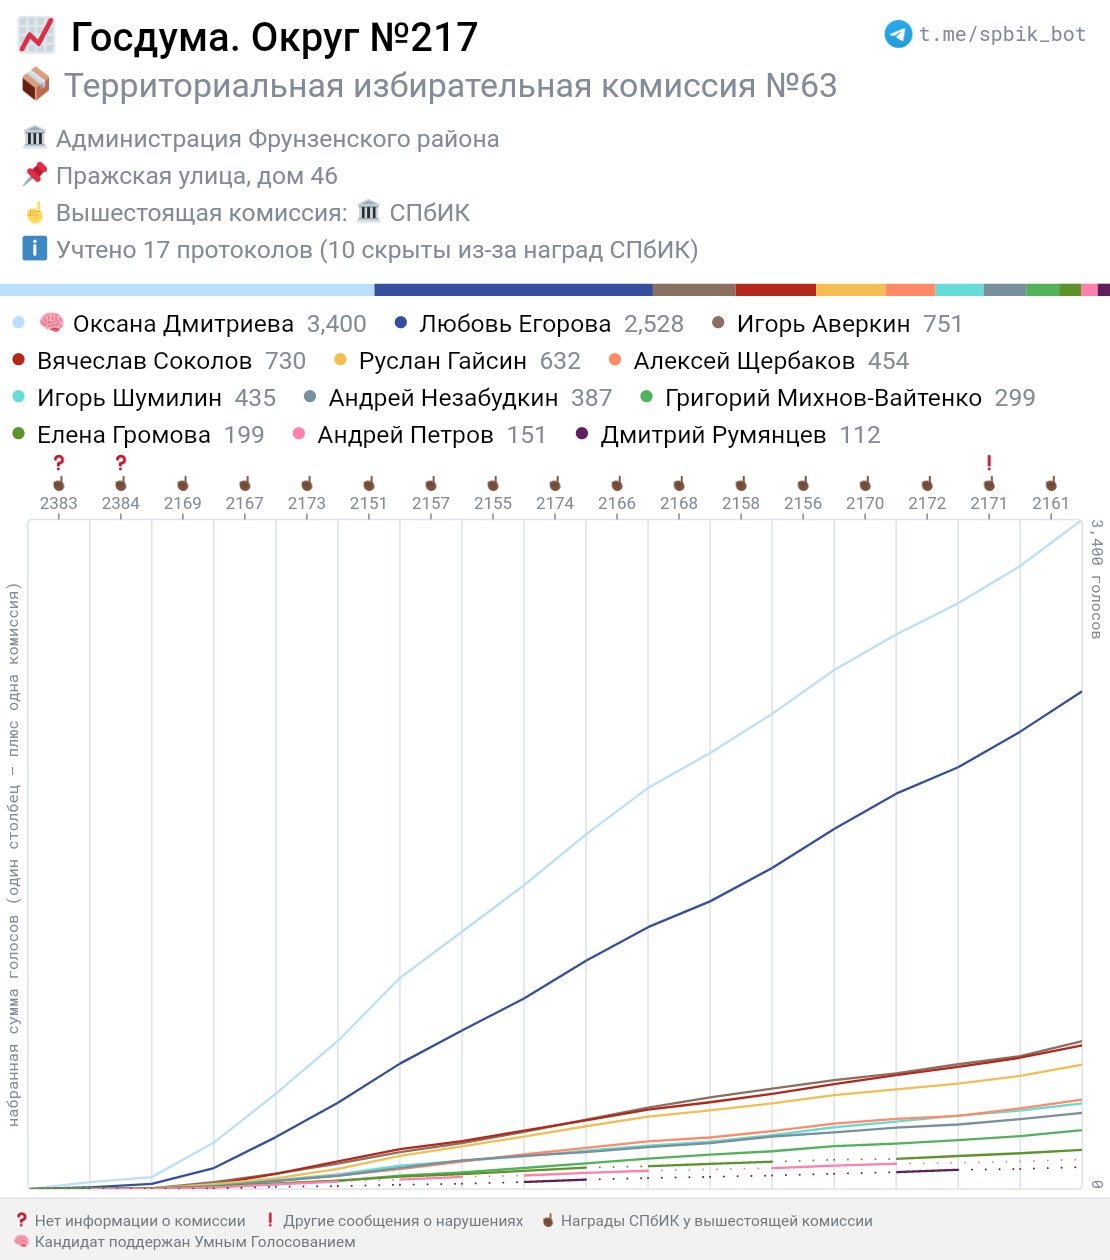 Госдума. Округ №217
t.me/spbik_bot
Территориальная избирательная комиссия №63
Администрация Фрунзенского района
Пражская улица, дом 46
Вышестоящая комиссия: СПбИК
Учтено 17 протоколов (10 скрыты из-за наград СПбИК)
Оксана Дмитриева 3,400 Любовь Егорова 2,528 Игорь Аверкин 751
Вячеслав Соколов 730 Руслан Гайсин 632 Алексей Щербаков 454
Игорь Шумилин 435 Андрей Незабудкин 387 Григорий Михнов-Вайтенко 299
Елена Громова 199 Андрей Петров 151 Дмитрий Румянцев 112
2383 2384 2169 2167 2173 2151 2157 2155 2174 2166 2168 2158 2156 2170 2172 2171 2161
набранная сумма голосов (один столбец — плюс одна комиссия)
3,400 голосов
0
Нет информации о комиссии Другие сообщения о нарушениях Награды СПбИК у вышестоящей комиссии
Кандидат поддержан Умным Голосованием